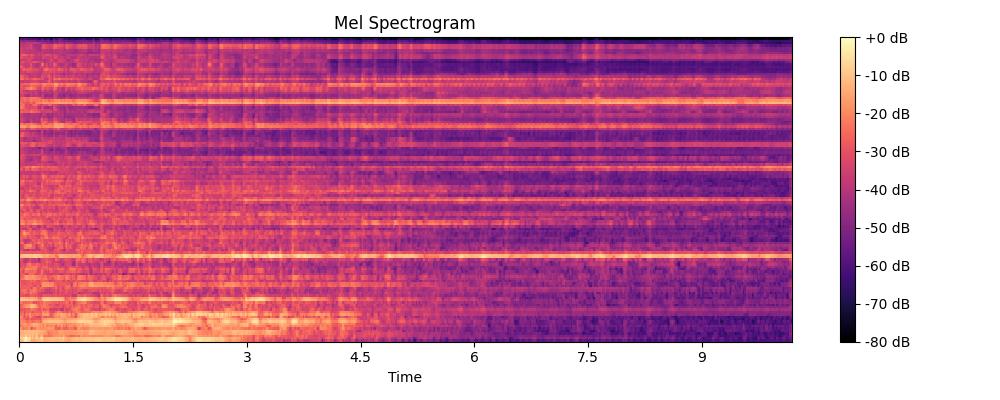 Mel Spectrogram
+0 dB
-10 dB
-20 dB
-30 dB
-40 dB
-50 dB
-60 dB
-70 dB
-80 dB
0 1.5 3 4.5 6 7.5 9
Time